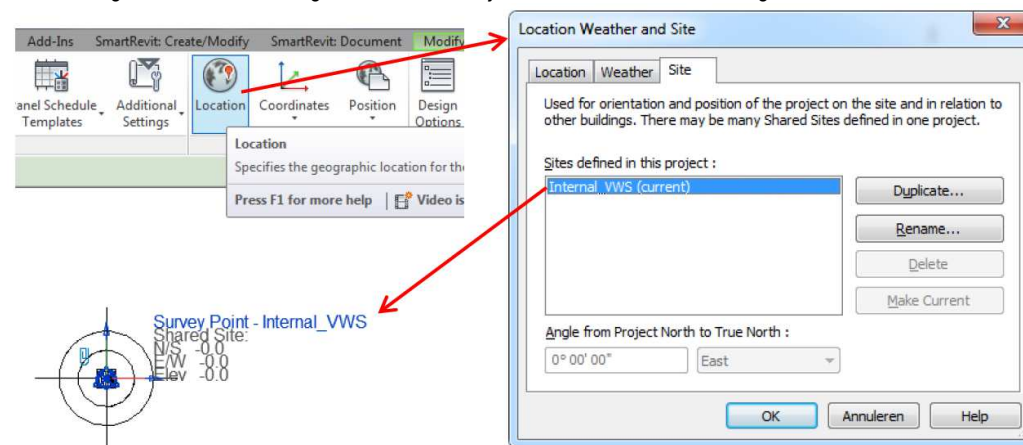 Add-Ins SmartRevit: Create/Modify SmartRevit: Document Modify
anel Schedule Templates
Additional Settings
Location
Coordinates
Position
Design Options
Location
Specifies the geographic location for the
Press F1 for more help Video is
Survey Point - Internal_VWS
Shared Site:
N/S -0.0
E/W -0.0
Elev -0.0
Location Weather and Site
Location Weather Site
Used for orientation and position of the project on the site and in relation to
other buildings. There may be many Shared Sites defined in one project.
Sites defined in this project :
Internal_VWS (current)
Duplicate...
Rename...
Delete
Make Current
Angle from Project North to True North :
0° 00' 00" East
OK Annuleren Help